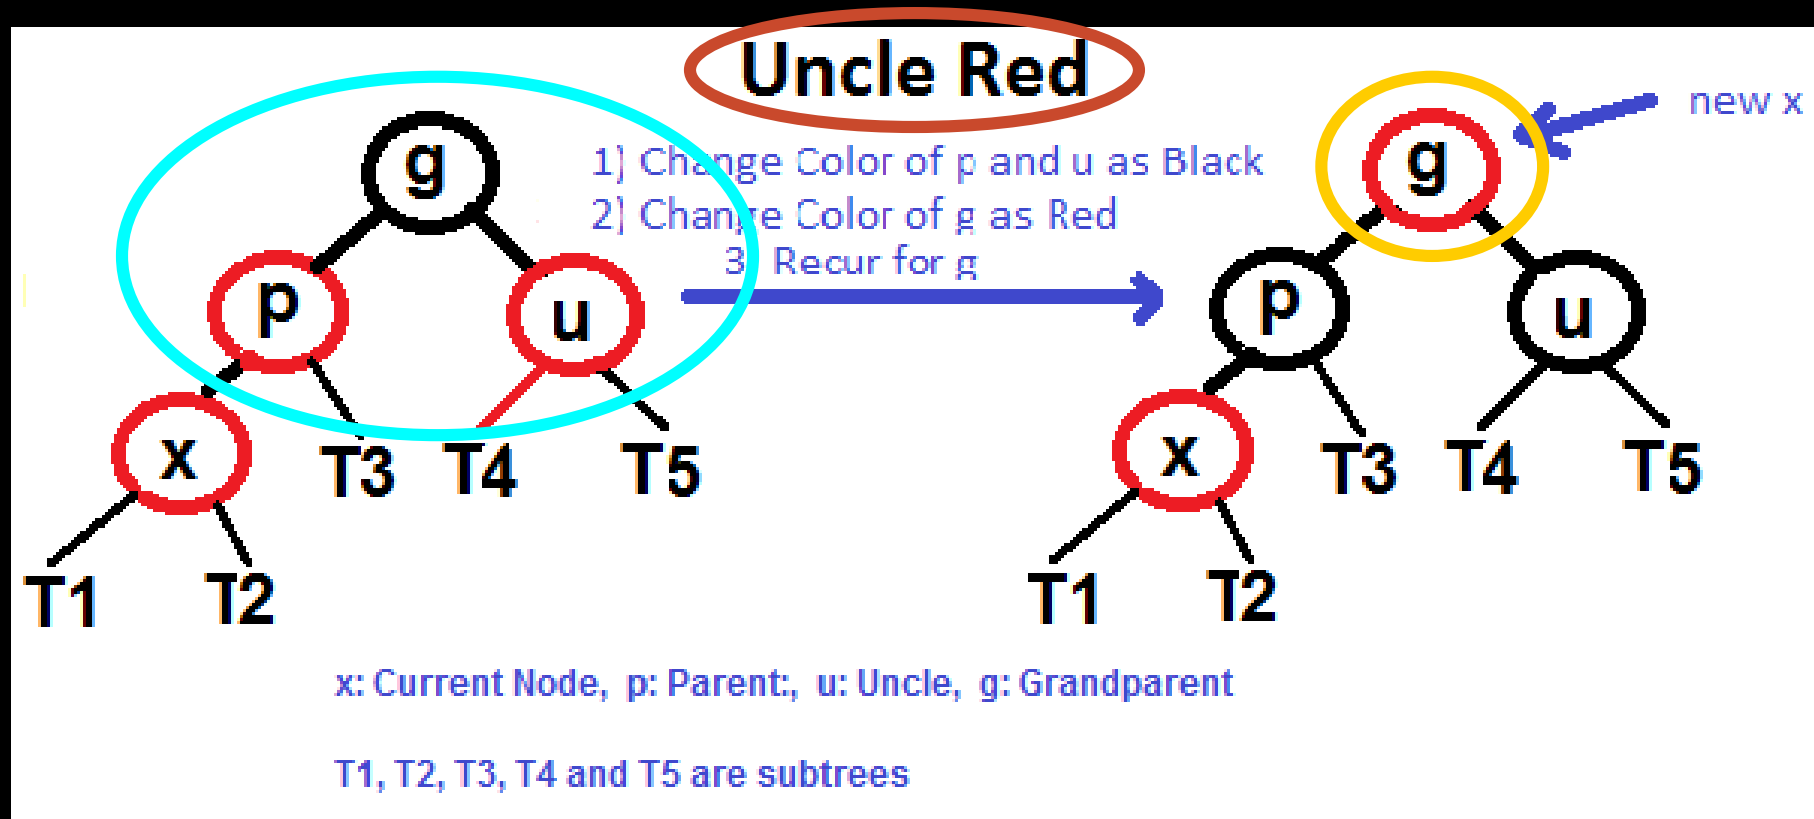 Uncle Red
new x
1) Change Color of p and u as Black
2) Change Color of g as Red
3) Recur for g
g
p
u
x
T3
T4
T5
T1
T2
g
p
u
x
T3
T4
T5
T1
T2
x: Current Node, p: Parent:, u: Uncle, g: Grandparent
T1, T2, T3, T4 and T5 are subtrees